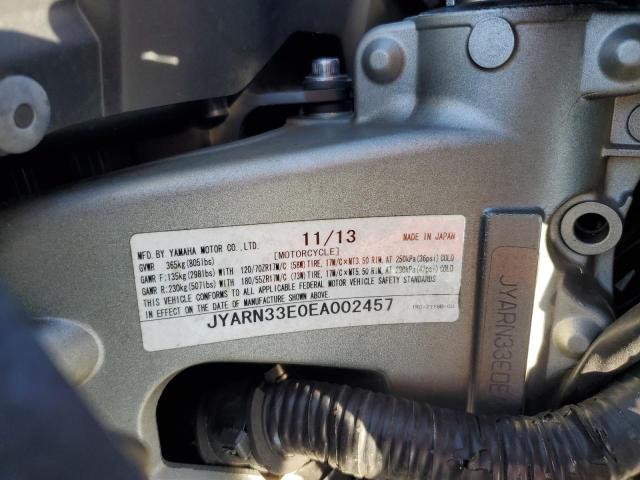 11/13
MFD. BY YAMAHA MOTOR CO.,LTD. [MOTORCYCLE] MADE IN JAPAN
GVWR 365kg(805lbs)
GAWR F:135kg(298lbs)WITH 120/70ZR17M/C (58W)TIRE, 17M/C×MT3.50 RIM, AT 250kPa(36psi)COLD
GAWR R:230kg(507lbs)WITH 180/55ZR17M/C (73W)TIRE, 17M/C×MT5.50 RIM, AT 290kPa(42psi)COLD
THIS VEHICLE CONFORMS TO ALL APPLICABLE FEDERAL MOTOR VEHICLE SAFETY STANDARDS
IN EFFECT ON THE DATE OF MANUFACTURE SHOWN ABOVE.
JYARN33E0EA002457
JYARN33E0E